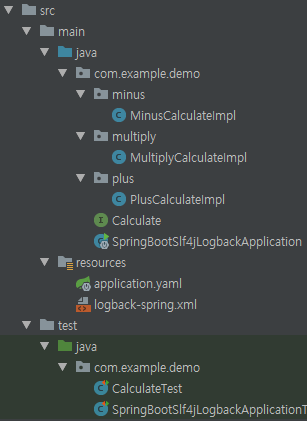 src
main
java
com.example.demo
minus
MinusCalculateImpl
multiply
MultiplyCalculateImpl
plus
PlusCalculateImpl
Calculate
SpringBootSlf4jLogbackApplication
resources
application.yaml
logback-spring.xml
test
java
com.example.demo
CalculateTest
SpringBootSlf4jLogbackApplicationT